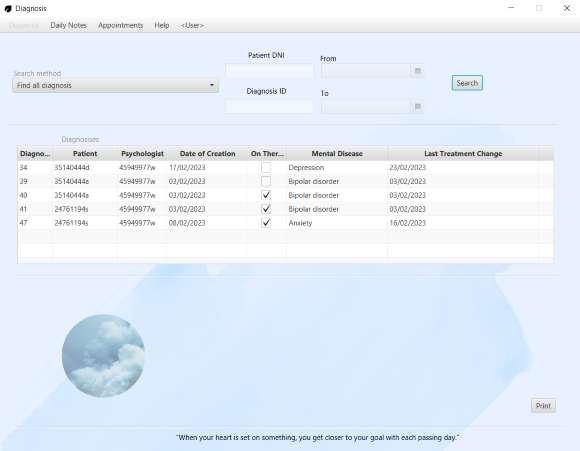 Diagnosis
Diagnosis Daily Notes Appointments Help <User>
Patient DNI
From
Search method
Find all diagnosis
Search
Diagnosis ID
To
Diagnosises
Diagno... Patient Psychologist Date of Creation On Ther... Mental Disease Last Treatment Change
34 35140444d 45949977w 17/02/2023 Depression 23/02/2023
39 35140444a 45949977w 03/02/2023 Bipolar disorder 03/02/2023
40 35140444a 45949977w 03/02/2023 Bipolar disorder 03/02/2023
41 24761194s 45949977w 03/02/2023 Bipolar disorder 03/02/2023
47 24761194s 45949977w 08/02/2023 Anxiety 16/02/2023
Print
"When your heart is set on something, you get closer to your goal with each passing day."